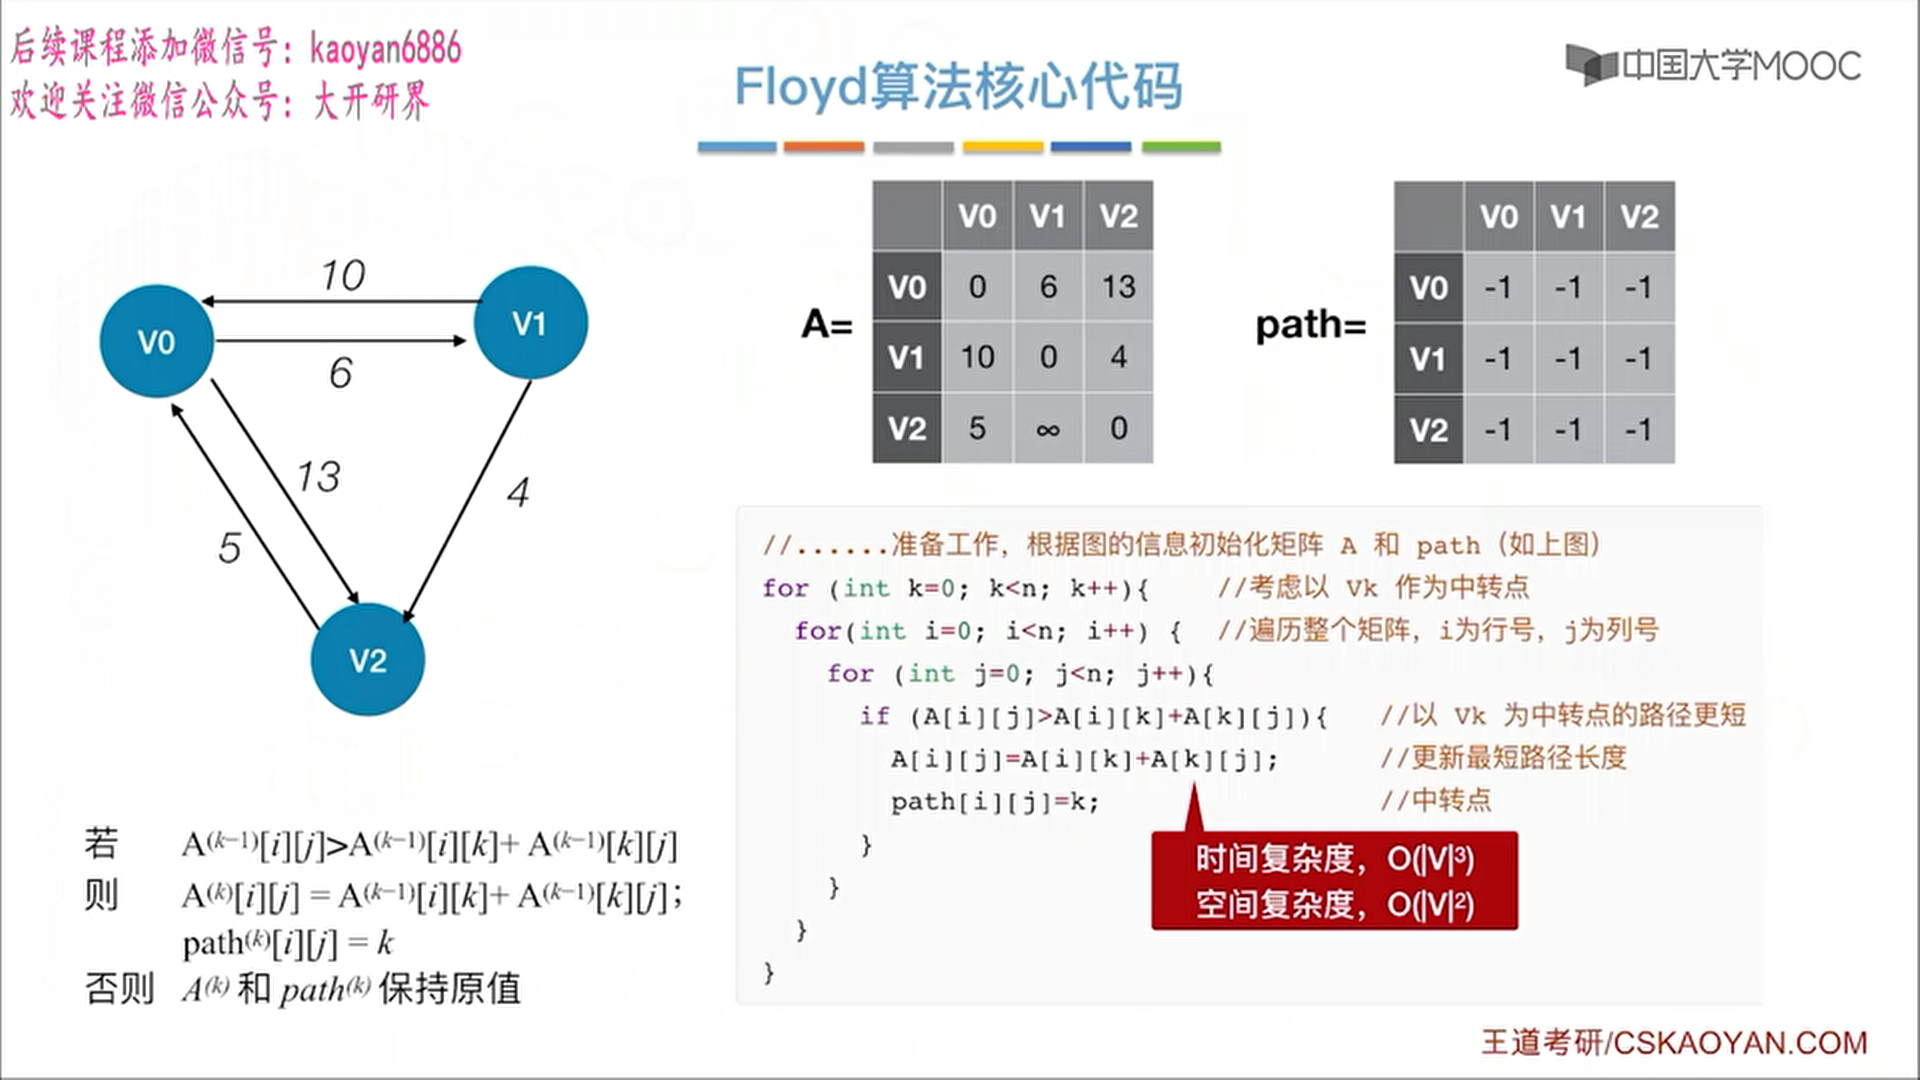 后续课程添加微信号：kaoyan6886
欢迎关注微信公众号：大开研界
中国大学MOOC
Floyd算法核心代码
V0 V1 V2
V0 0 6 13
A=
V1 10 0 4
V2 5 ∞ 0
V0 V1 V2
V0 -1 -1 -1
path=
V1 -1 -1 -1
V2 -1 -1 -1
10
V0
V1
6
13
4
5
V2
若 A(k−1)[i][j]>A(k−1)[i][k]+ A(k−1)[k][j]
则 A(k)[i][j] = A(k−1)[i][k]+ A(k−1)[k][j];
path(k)[i][j] = k
否则 A(k) 和 path(k) 保持原值
//......准备工作，根据图的信息初始化矩阵 A 和 path（如上图）
for (int k=0; k<n; k++){ //考虑以 Vk 作为中转点
for(int i=0; i<n; i++) { //遍历整个矩阵，i为行号，j为列号
for (int j=0; j<n; j++){
if (A[i][j]>A[i][k]+A[k][j]){ //以 Vk 为中转点的路径更短
A[i][j]=A[i][k]+A[k][j]; //更新最短路径长度
path[i][j]=k; //中转点
}
}
}
}
时间复杂度，O(|V|³)
空间复杂度，O(|V|²)
王道考研/CSKAOYAN.COM